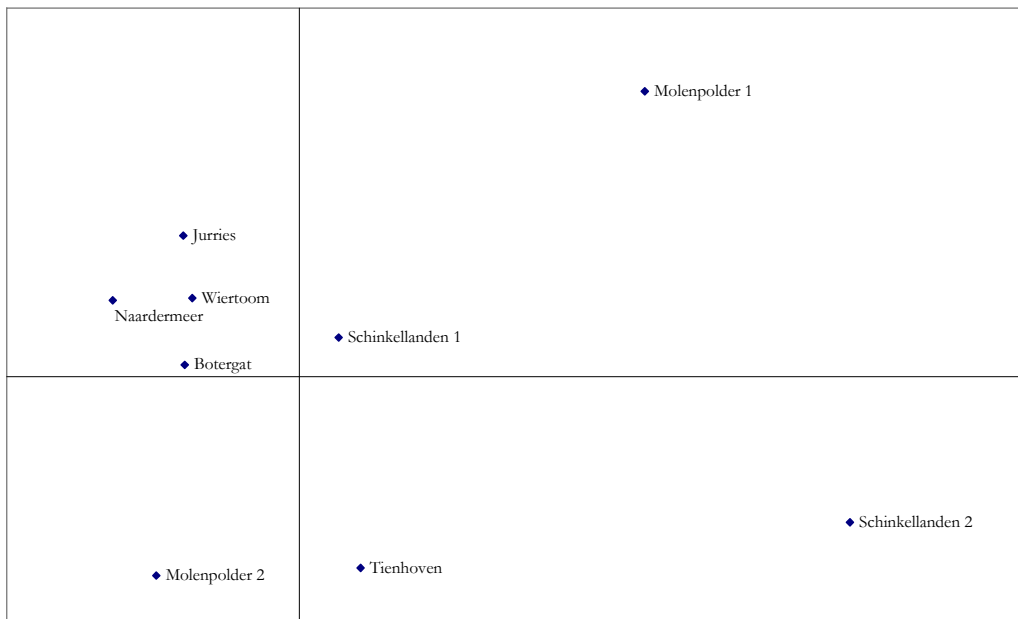 Molenpolder 1
Jurries
Wiertoom
Naardermeer
Schinkellanden 1
Botergat
Schinkellanden 2
Tienhoven
Molenpolder 2